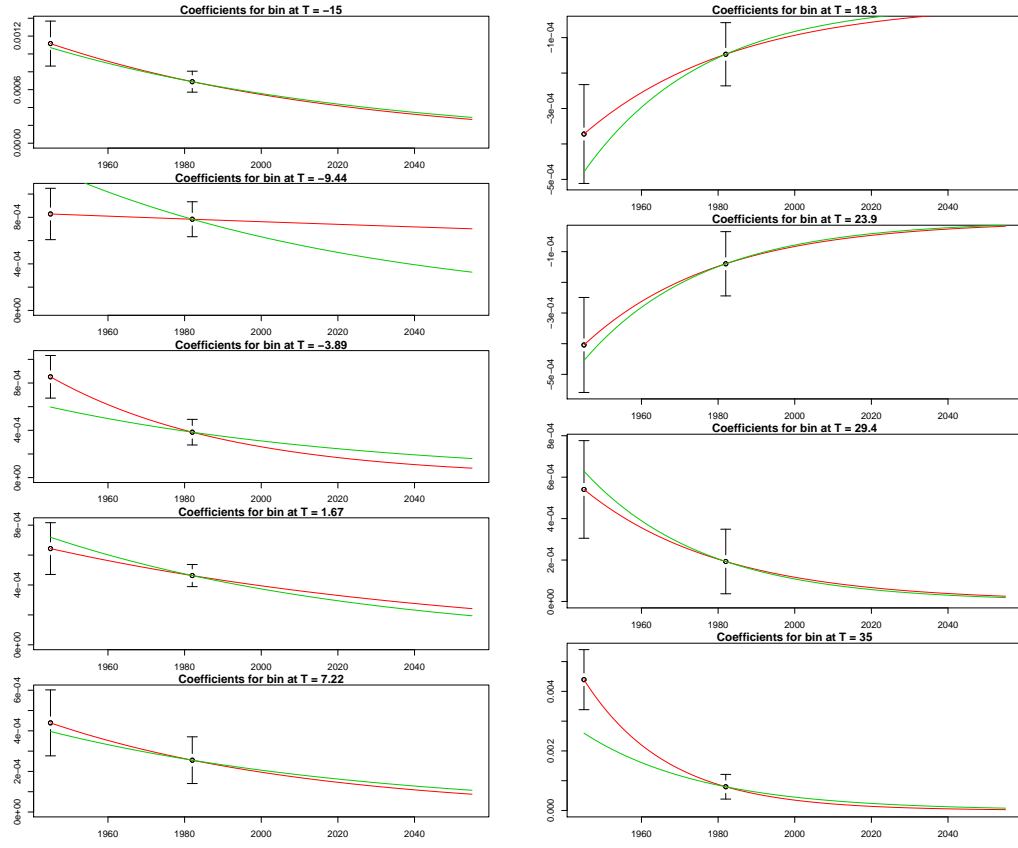 Coefficients for bin at T = −15
0.0000 0.0006 0.0012
1960 1980 2000 2020 2040
Coefficients for bin at T = −9.44
0e+00 4e−04 8e−04
1960 1980 2000 2020 2040
Coefficients for bin at T = −3.89
0e+00 4e−04 8e−04
1960 1980 2000 2020 2040
Coefficients for bin at T = 1.67
0e+00 4e−04 8e−04
1960 1980 2000 2020 2040
Coefficients for bin at T = 7.22
0e+00 2e−04 4e−04 6e−04
1960 1980 2000 2020 2040
Coefficients for bin at T = 18.3
−5e−04 −3e−04 −1e−04
1960 1980 2000 2020 2040
Coefficients for bin at T = 23.9
−5e−04 −3e−04 −1e−04
1960 1980 2000 2020 2040
Coefficients for bin at T = 29.4
0e+00 2e−04 4e−04 6e−04 8e−04
1960 1980 2000 2020 2040
Coefficients for bin at T = 35
0.000 0.002 0.004
1960 1980 2000 2020 2040